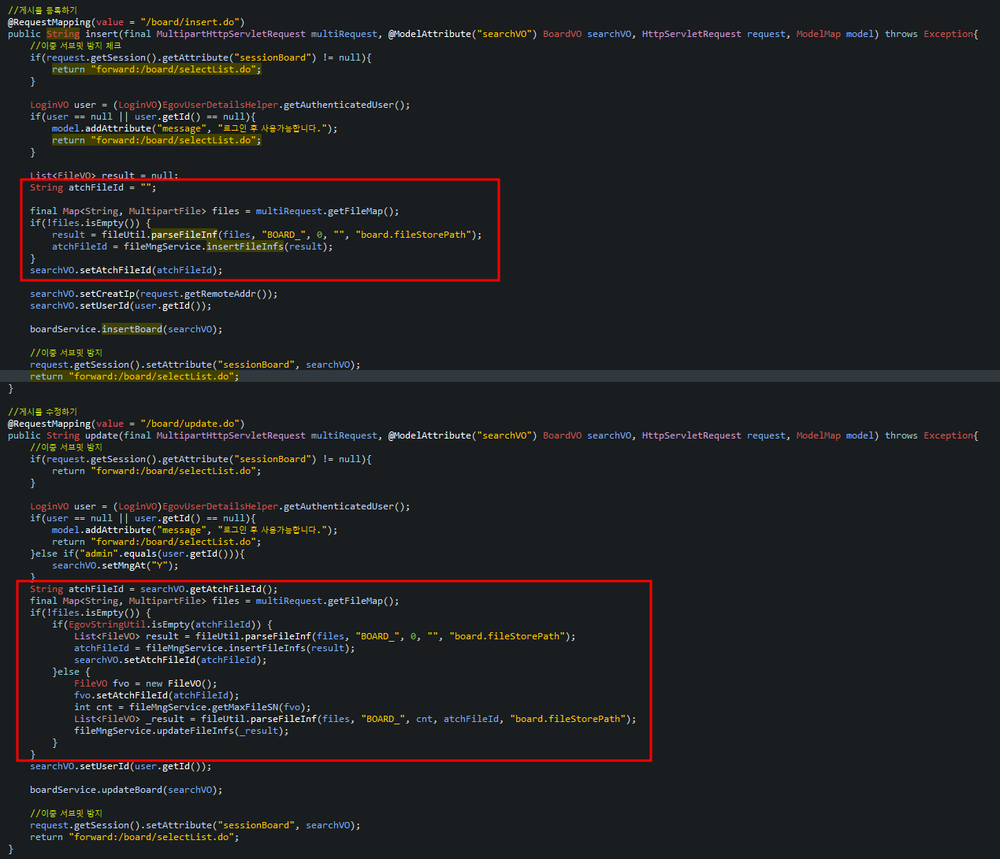 //게시물 등록하기
@RequestMapping(value = "/board/insert.do")
public String insert(final MultipartHttpServletRequest multiRequest, @ModelAttribute("searchVO") BoardVO searchVO, HttpServletRequest request, ModelMap model) throws Exception{
//이중 서브밋 방지 체크
if(request.getSession().getAttribute("sessionBoard") != null){
return "forward:/board/selectList.do";
}
LoginVO user = (LoginVO)EgovUserDetailsHelper.getAuthenticatedUser();
if(user == null || user.getId() == null){
model.addAttribute("message", "로그인 후 사용가능합니다.");
return "forward:/board/selectList.do";
}
List<FileVO> result = null;
String atchFileId = "";
final Map<String, MultipartFile> files = multiRequest.getFileMap();
if(!files.isEmpty()) {
result = fileUtil.parseFileInf(files, "BOARD_", 0, "", "board.fileStorePath");
atchFileId = fileMngService.insertFileInfs(result);
}
searchVO.setAtchFileId(atchFileId);
searchVO.setCreatIp(request.getRemoteAddr());
searchVO.setUserId(user.getId());
boardService.insertBoard(searchVO);
//이중 서브밋 방지
request.getSession().setAttribute("sessionBoard", searchVO);
return "forward:/board/selectList.do";
}
//게시물 수정하기
@RequestMapping(value = "/board/update.do")
public String update(final MultipartHttpServletRequest multiRequest, @ModelAttribute("searchVO") BoardVO searchVO, HttpServletRequest request, ModelMap model) throws Exception{
//이중 서브밋 방지
if(request.getSession().getAttribute("sessionBoard") != null){
return "forward:/board/selectList.do";
}
LoginVO user = (LoginVO)EgovUserDetailsHelper.getAuthenticatedUser();
if(user == null || user.getId() == null){
model.addAttribute("message", "로그인 후 사용가능합니다.");
return "forward:/board/selectList.do";
}else if("admin".equals(user.getId())){
searchVO.setMngAt("Y");
}
String atchFileId = searchVO.getAtchFileId();
final Map<String, MultipartFile> files = multiRequest.getFileMap();
if(!files.isEmpty()) {
if(EgovStringUtil.isEmpty(atchFileId)) {
List<FileVO> result = fileUtil.parseFileInf(files, "BOARD_", 0, "", "board.fileStorePath");
atchFileId = fileMngService.insertFileInfs(result);
searchVO.setAtchFileId(atchFileId);
}else {
FileVO fvo = new FileVO();
fvo.setAtchFileId(atchFileId);
int cnt = fileMngService.getMaxFileSN(fvo);
List<FileVO> _result = fileUtil.parseFileInf(files, "BOARD_", cnt, atchFileId, "board.fileStorePath");
fileMngService.updateFileInfs(_result);
}
}
searchVO.setUserId(user.getId());
boardService.updateBoard(searchVO);
//이중 서브밋 방지
request.getSession().setAttribute("sessionBoard", searchVO);
return "forward:/board/selectList.do";
}